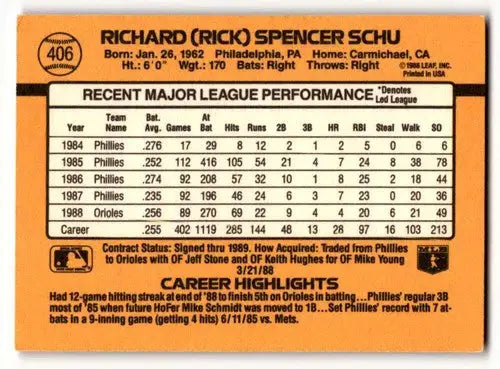 406
RICHARD (RICK) SPENCER SCHU
Born: Jan. 26, 1962 Philadelphia, PA Home: Carmichael, CA
Ht.: 6'0" Wgt.: 170 Bats: Right Throws: Right
©1988 LEAF, INC.
Printed in USA
RECENT MAJOR LEAGUE PERFORMANCE *Denotes Led League
Year Team Name Bat. Avg. Games At Bat Hits Runs 2B 3B HR RBI Steal Walk SO
1984 Phillies .276 17 29 8 12 2 1 2 5 0 6 6
1985 Phillies .252 112 416 105 54 21 4 7 24 8 38 78
1986 Phillies .274 92 208 57 32 10 1 8 25 2 18 44
1987 Phillies .235 92 196 46 24 6 3 7 23 0 20 36
1988 Orioles .256 89 270 69 22 9 4 4 20 6 21 49
Career .255 402 1119 285 144 48 13 28 97 16 103 213
Contract Status: Signed thru 1989. How Acquired: Traded from Phillies
to Orioles with OF Jeff Stone and OF Keith Hughes for OF Mike Young
3/21/88
CAREER HIGHLIGHTS
Had 12-game hitting streak at end of '88 to finish 5th on Orioles in batting...Phillies' regular 3B
most of '85 when future HoFer Mike Schmidt was moved to 1B...Set Phillies' record with 7 at-
bats in a 9-inning game (getting 4 hits) 6/11/85 vs. Mets.